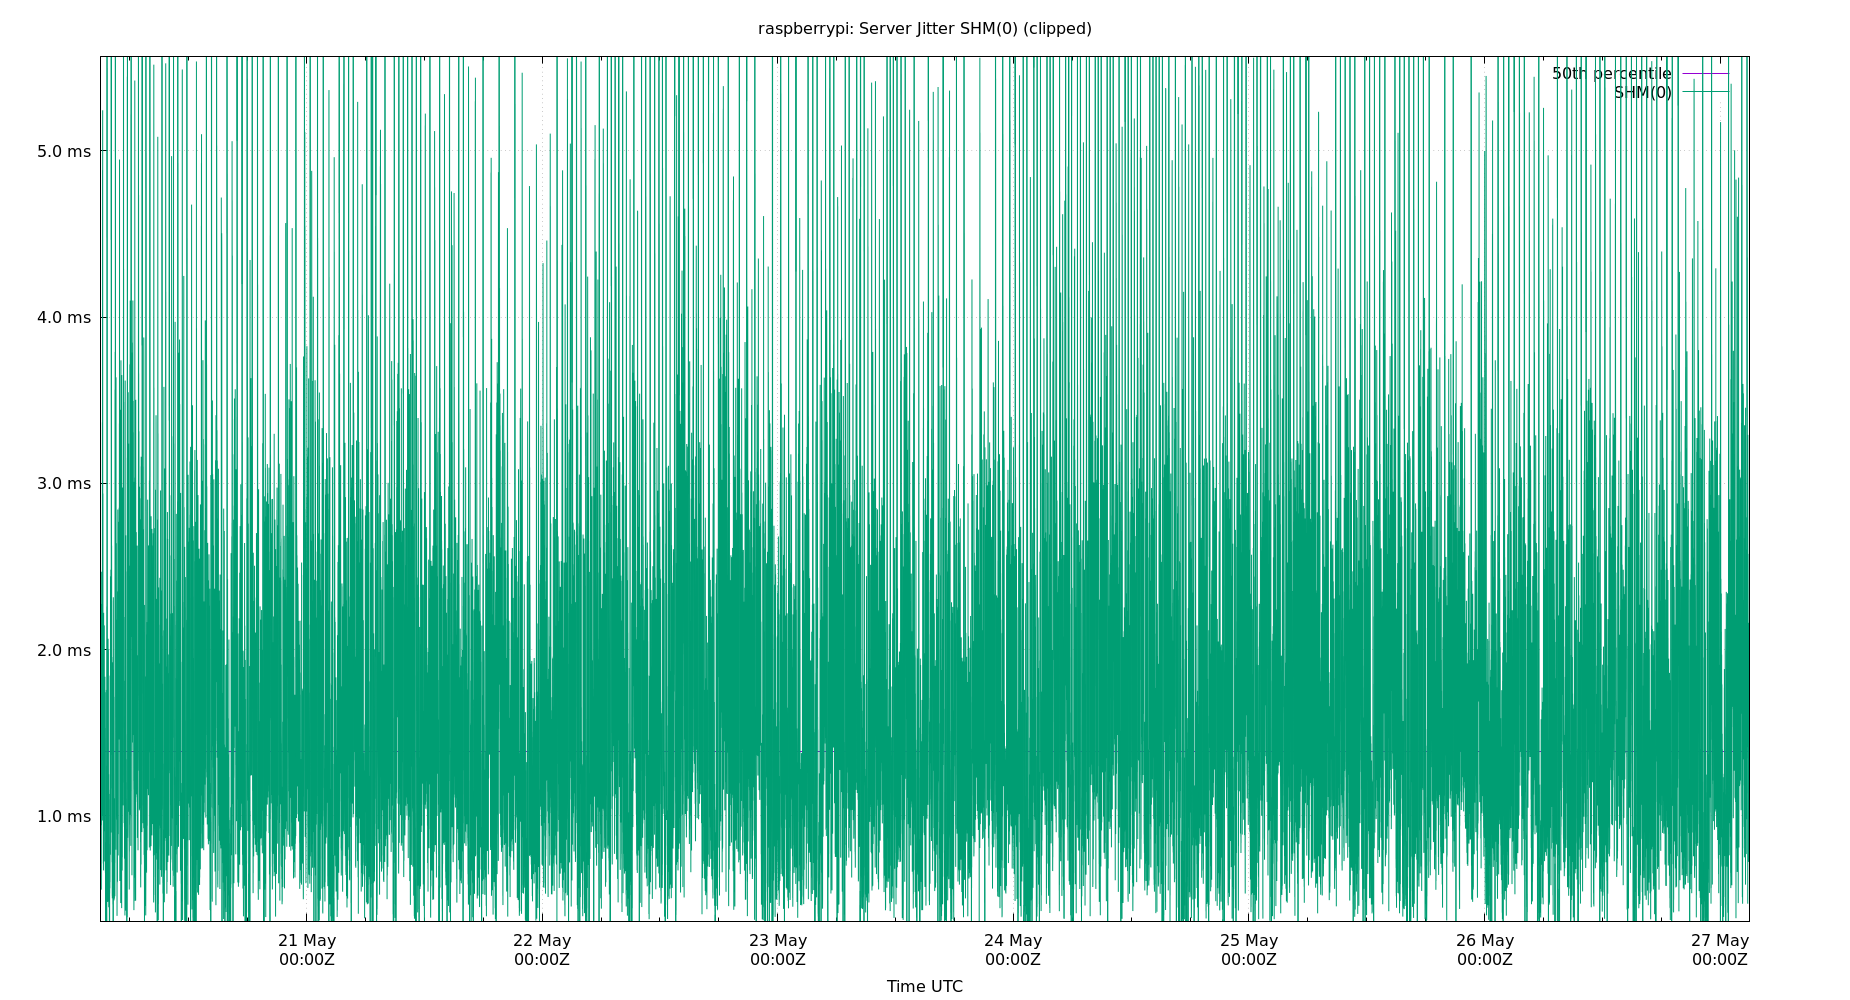 raspberrypi: Server Jitter SHM(0) (clipped)
50th percentile
SHM(0)
5.0 ms
4.0 ms
3.0 ms
2.0 ms
1.0 ms
21 May 22 May 23 May 24 May 25 May 26 May 27 May
00:00Z 00:00Z 00:00Z 00:00Z 00:00Z 00:00Z 00:00Z
Time UTC